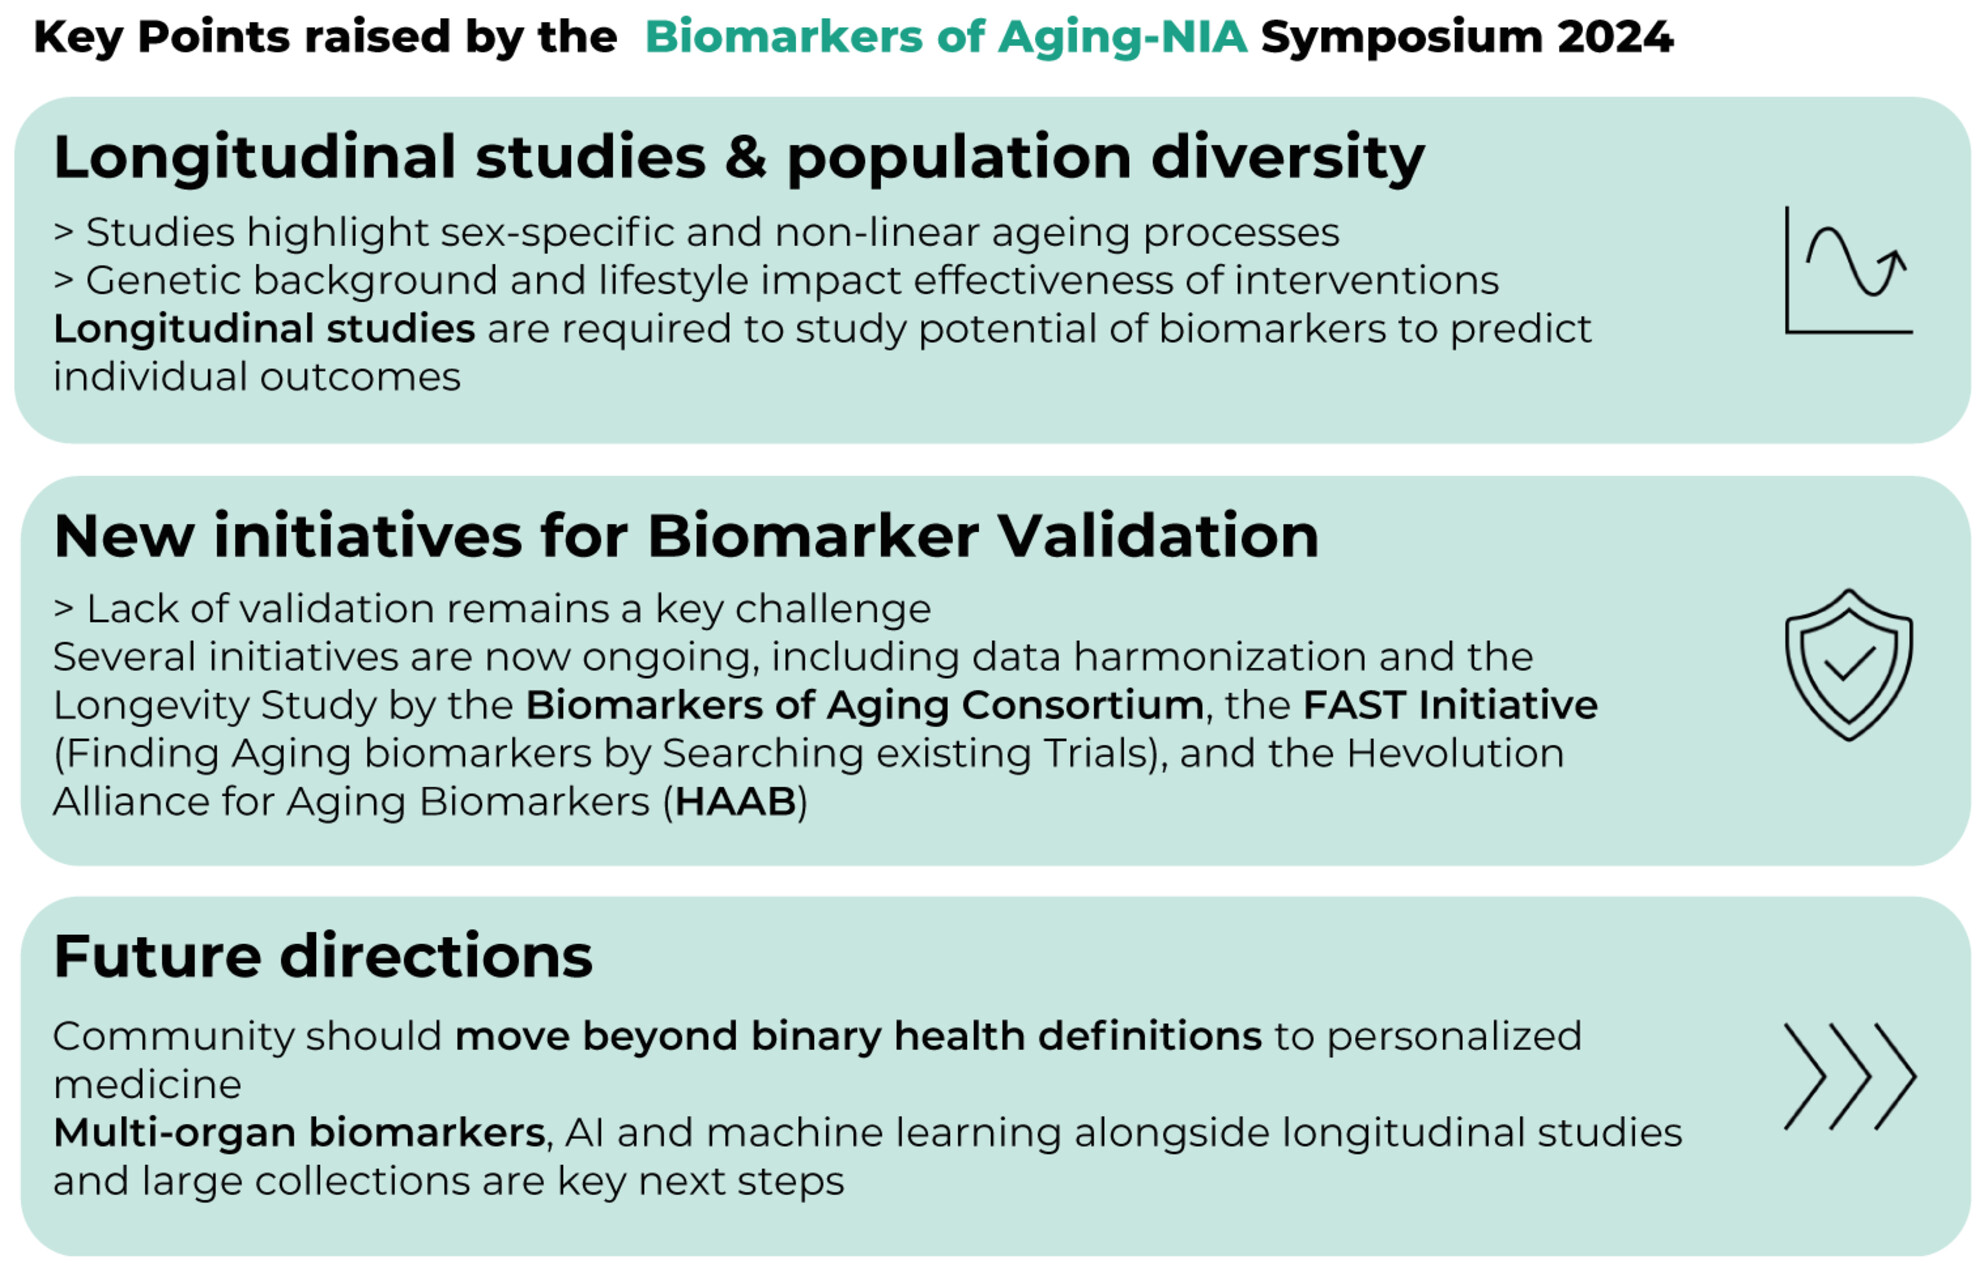 Key Points raised by the Biomarkers of Aging-NIA Symposium 2024
Longitudinal studies & population diversity
> Studies highlight sex-specific and non-linear ageing processes
> Genetic background and lifestyle impact effectiveness of interventions
Longitudinal studies are required to study potential of biomarkers to predict
individual outcomes
New initiatives for Biomarker Validation
> Lack of validation remains a key challenge
Several initiatives are now ongoing, including data harmonization and the
Longevity Study by the Biomarkers of Aging Consortium, the FAST Initiative
(Finding Aging biomarkers by Searching existing Trials), and the Hevolution
Alliance for Aging Biomarkers (HAAB)
Future directions
Community should move beyond binary health definitions to personalized
medicine
Multi-organ biomarkers, AI and machine learning alongside longitudinal studies
and large collections are key next steps